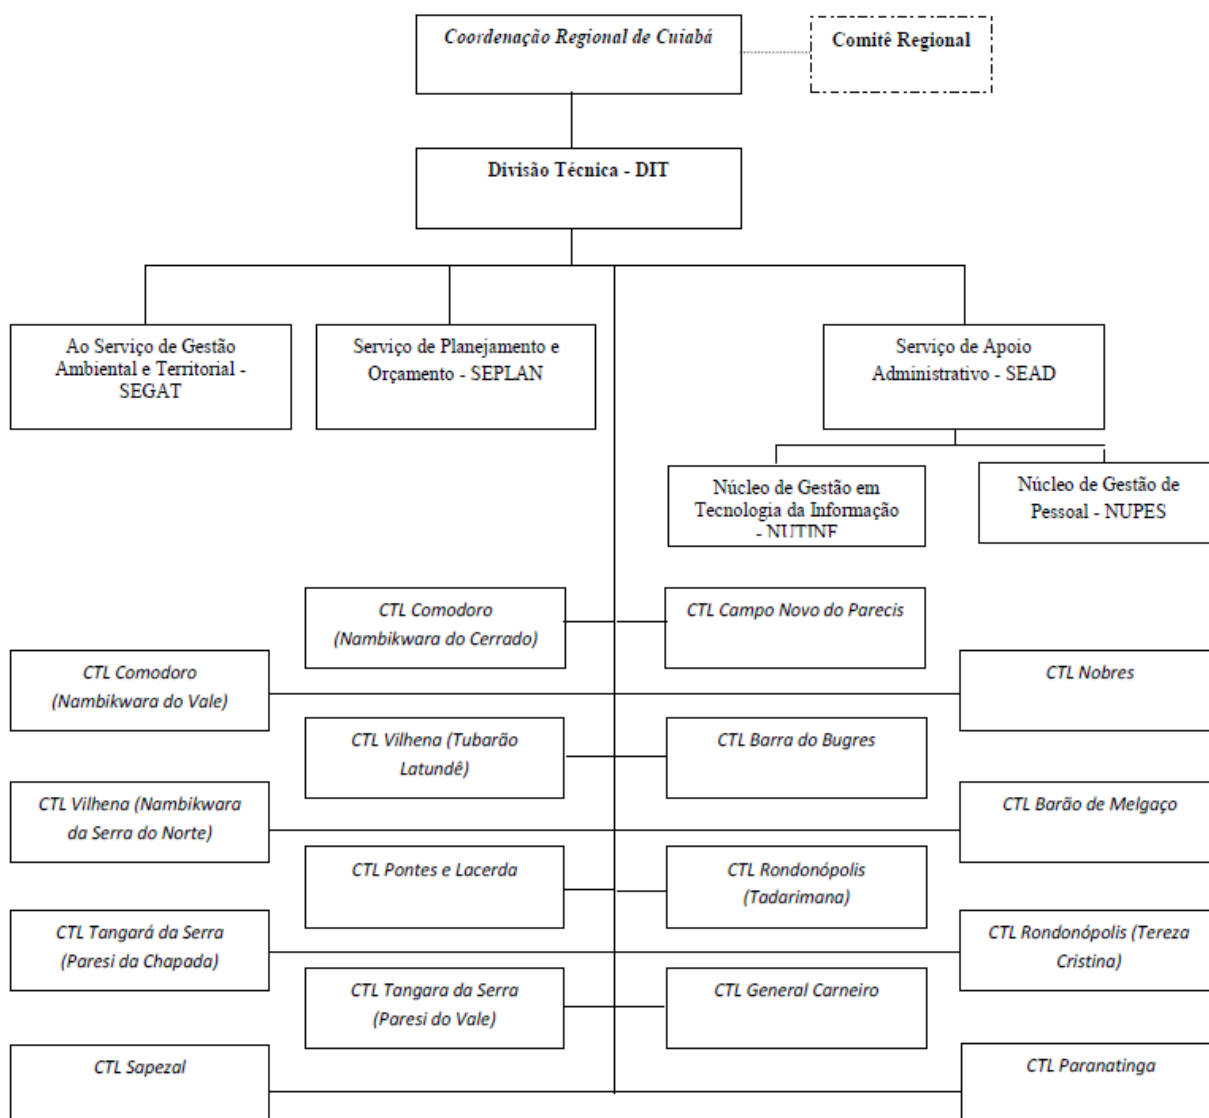 Coordenação Regional de Cuiabá
Comitê Regional
Divisão Técnica - DIT
Ao Serviço de Gestão
Ambiental e Territorial -
SEGAT
Serviço de Planejamento e
Orçamento - SEPLAN
Serviço de Apoio
Administrativo - SEAD
Núcleo de Gestão em
Tecnologia da Informação
- NUTINF
Núcleo de Gestão de
Pessoal - NUPES
CTL Comodoro
(Nambikwara do Cerrado)
CTL Campo Novo do Parecis
CTL Comodoro
(Nambikwara do Vale)
CTL Nobres
CTL Vilhena (Tubarão
Latundê)
CTL Barra do Bugres
CTL Vilhena (Nambikwara
da Serra do Norte)
CTL Barão de Melgaço
CTL Pontes e Lacerda
CTL Rondonópolis
(Tadarimana)
CTL Tangará da Serra
(Paresi da Chapada)
CTL Rondonópolis (Tereza
Cristina)
CTL Tangara da Serra
(Paresi do Vale)
CTL General Carneiro
CTL Sapezal
CTL Paranatinga